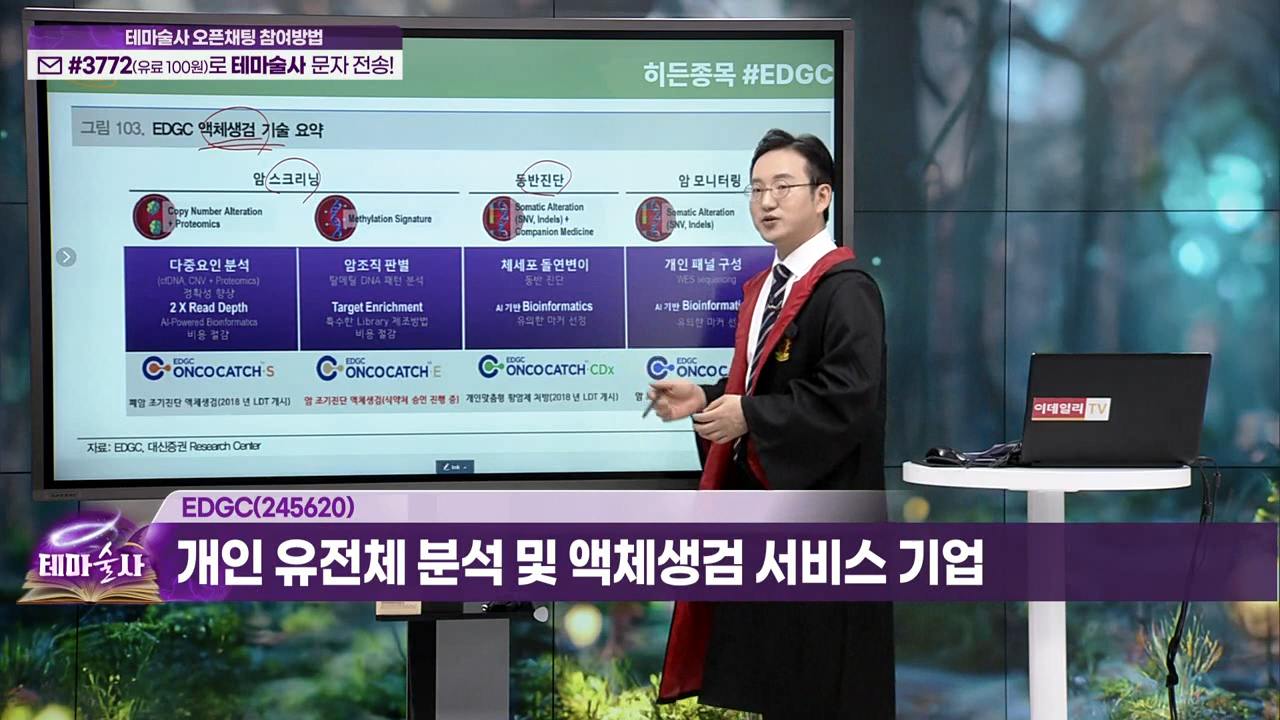 테마술사 오픈채팅 참여방법
#3772(유료 100원)로 테마술사 문자 전송!
히든종목 #EDGC
그림 103. EDGC 액체생검 기술 요약
암 스크리닝
동반진단
암 모니터링
Copy Number Alteration
+ Proteomics
Methylation Signature
Somatic Alteration
(SNV, Indels) +
Companion Medicine
Somatic Alteration
(SNV, Indels)
다중요인 분석
(cfDNA, CNV + Proteomics)
정확성 향상
2 X Read Depth
AI-Powered Bioinformatics
비용 절감
암조직 판별
탈메틸 DNA 패턴 분석
Target Enrichment
특수한 Library 제조방법
비용 절감
체세포 돌연변이
동반 진단
AI 기반 Bioinformatics
유의한 마커 선정
개인 패널 구성
WES sequencing
AI 기반 Bioinformati
유의한 마커 선
EDGC
ONCOCATCH-S
EDGC
ONCOCATCH-E
EDGC
ONCOCATCH-CDx
EDGC
ONCOC
폐암 조기진단 액체생검(2018 년 LDT 개시)
암 조기진단 액체생검(식약처 승인 진행 중)
개인맞춤형 항암제 처방(2018 년 LDT 개시)
암
자료: EDGC, 대신증권 Research Center
Ink
이데일리 TV
EDGC(245620)
테마술사
개인 유전체 분석 및 액체생검 서비스 기업